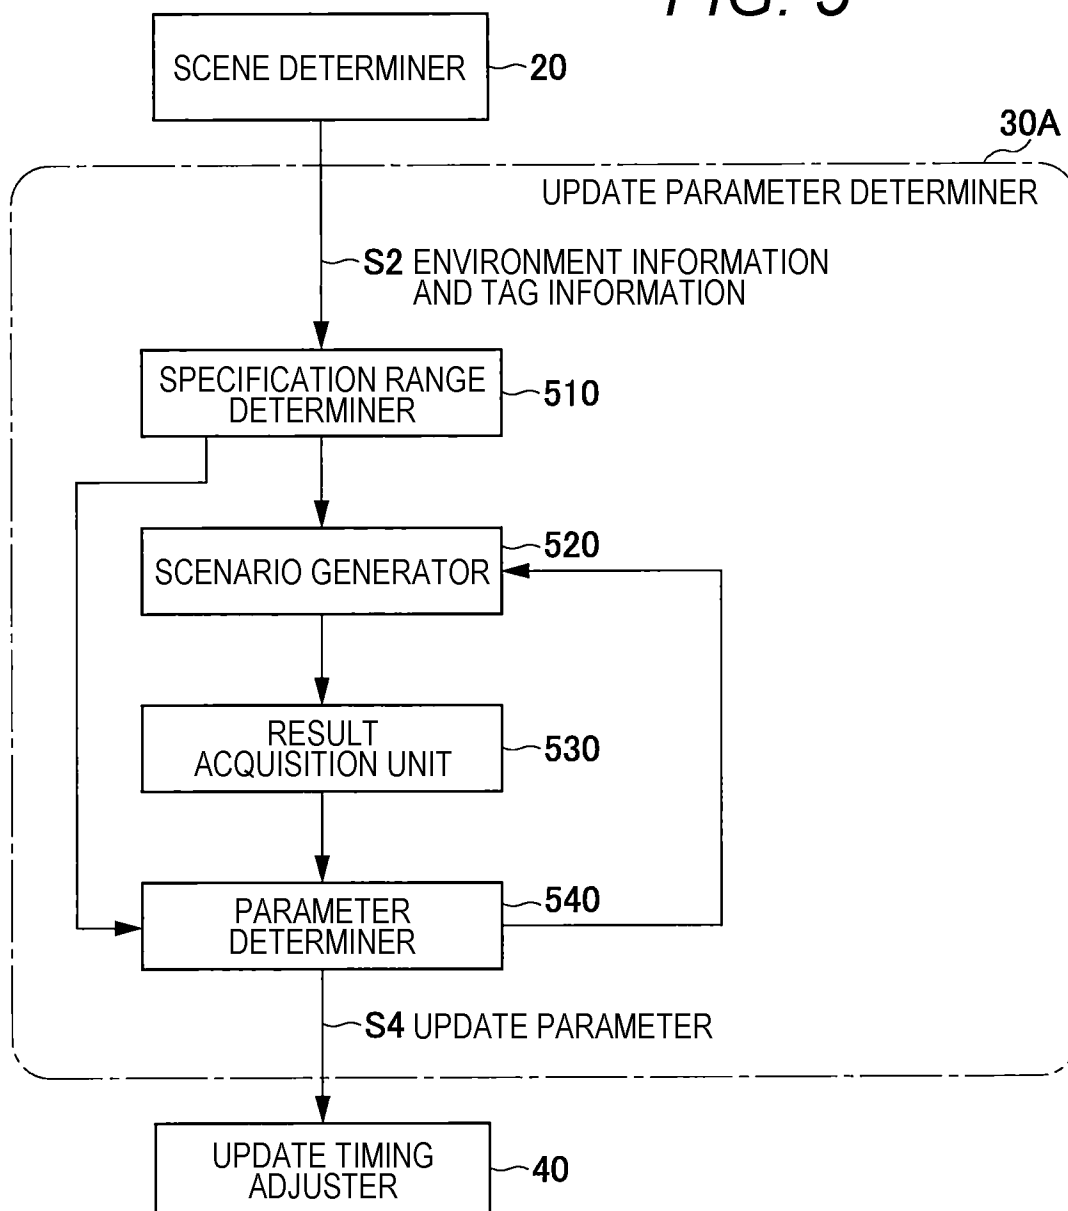 FIG. 5
SCENE DETERMINER
20
30A
UPDATE PARAMETER DETERMINER
S2 ENVIRONMENT INFORMATION
AND TAG INFORMATION
SPECIFICATION RANGE
DETERMINER
510
520
SCENARIO GENERATOR
RESULT
ACQUISITION UNIT
530
540
PARAMETER
DETERMINER
S4 UPDATE PARAMETER
UPDATE TIMING
ADJUSTER
40